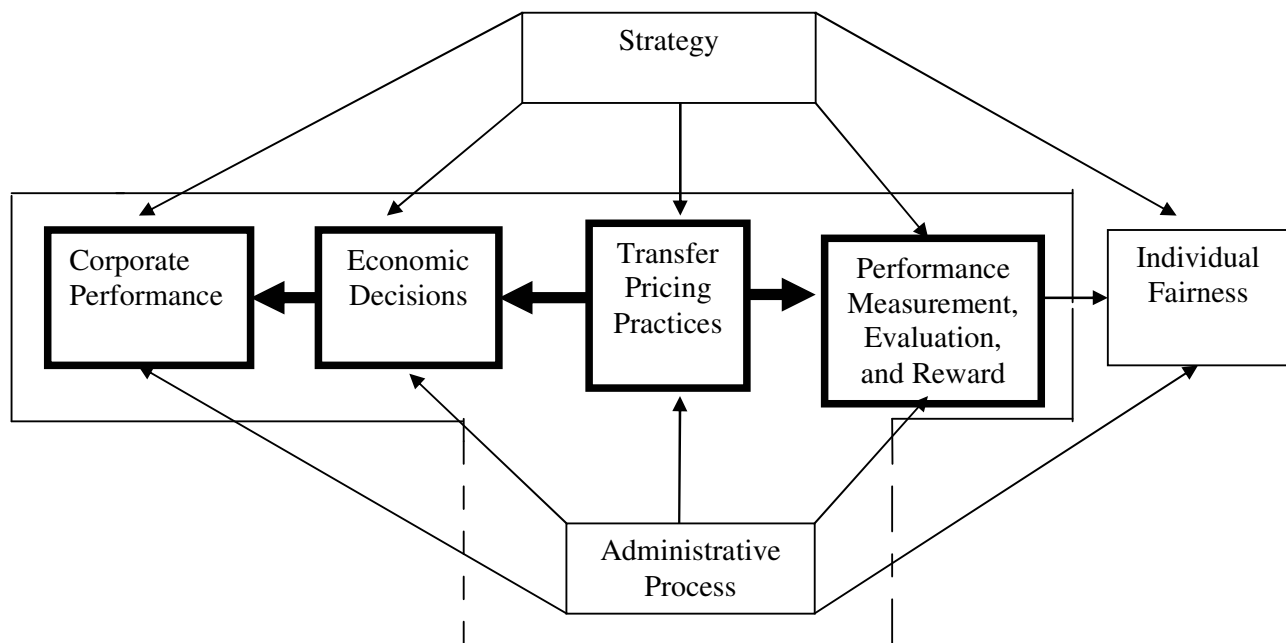 Strategy
Corporate
Performance
Economic
Decisions
Transfer
Pricing
Practices
Performance
Measurement,
Evaluation,
and Reward
Individual
Fairness
Administrative
Process